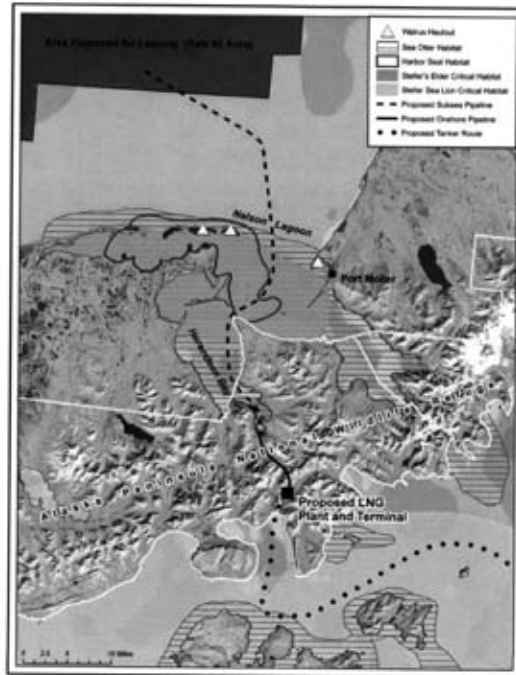 Area Proposed for Leasing (Sale 92 Area)
Walrus Haulout
Sea Otter Habitat
Harbor Seal Habitat
Steller's Eider Critical Habitat
Steller Sea Lion Critical Habitat
Proposed Subsea Pipeline
Proposed Onshore Pipeline
Proposed Tanker Route
Nelson Lagoon
Port Moller
Alaska Peninsula National Wildlife Refuge
Proposed LNG
Plant and Terminal
10 Miles